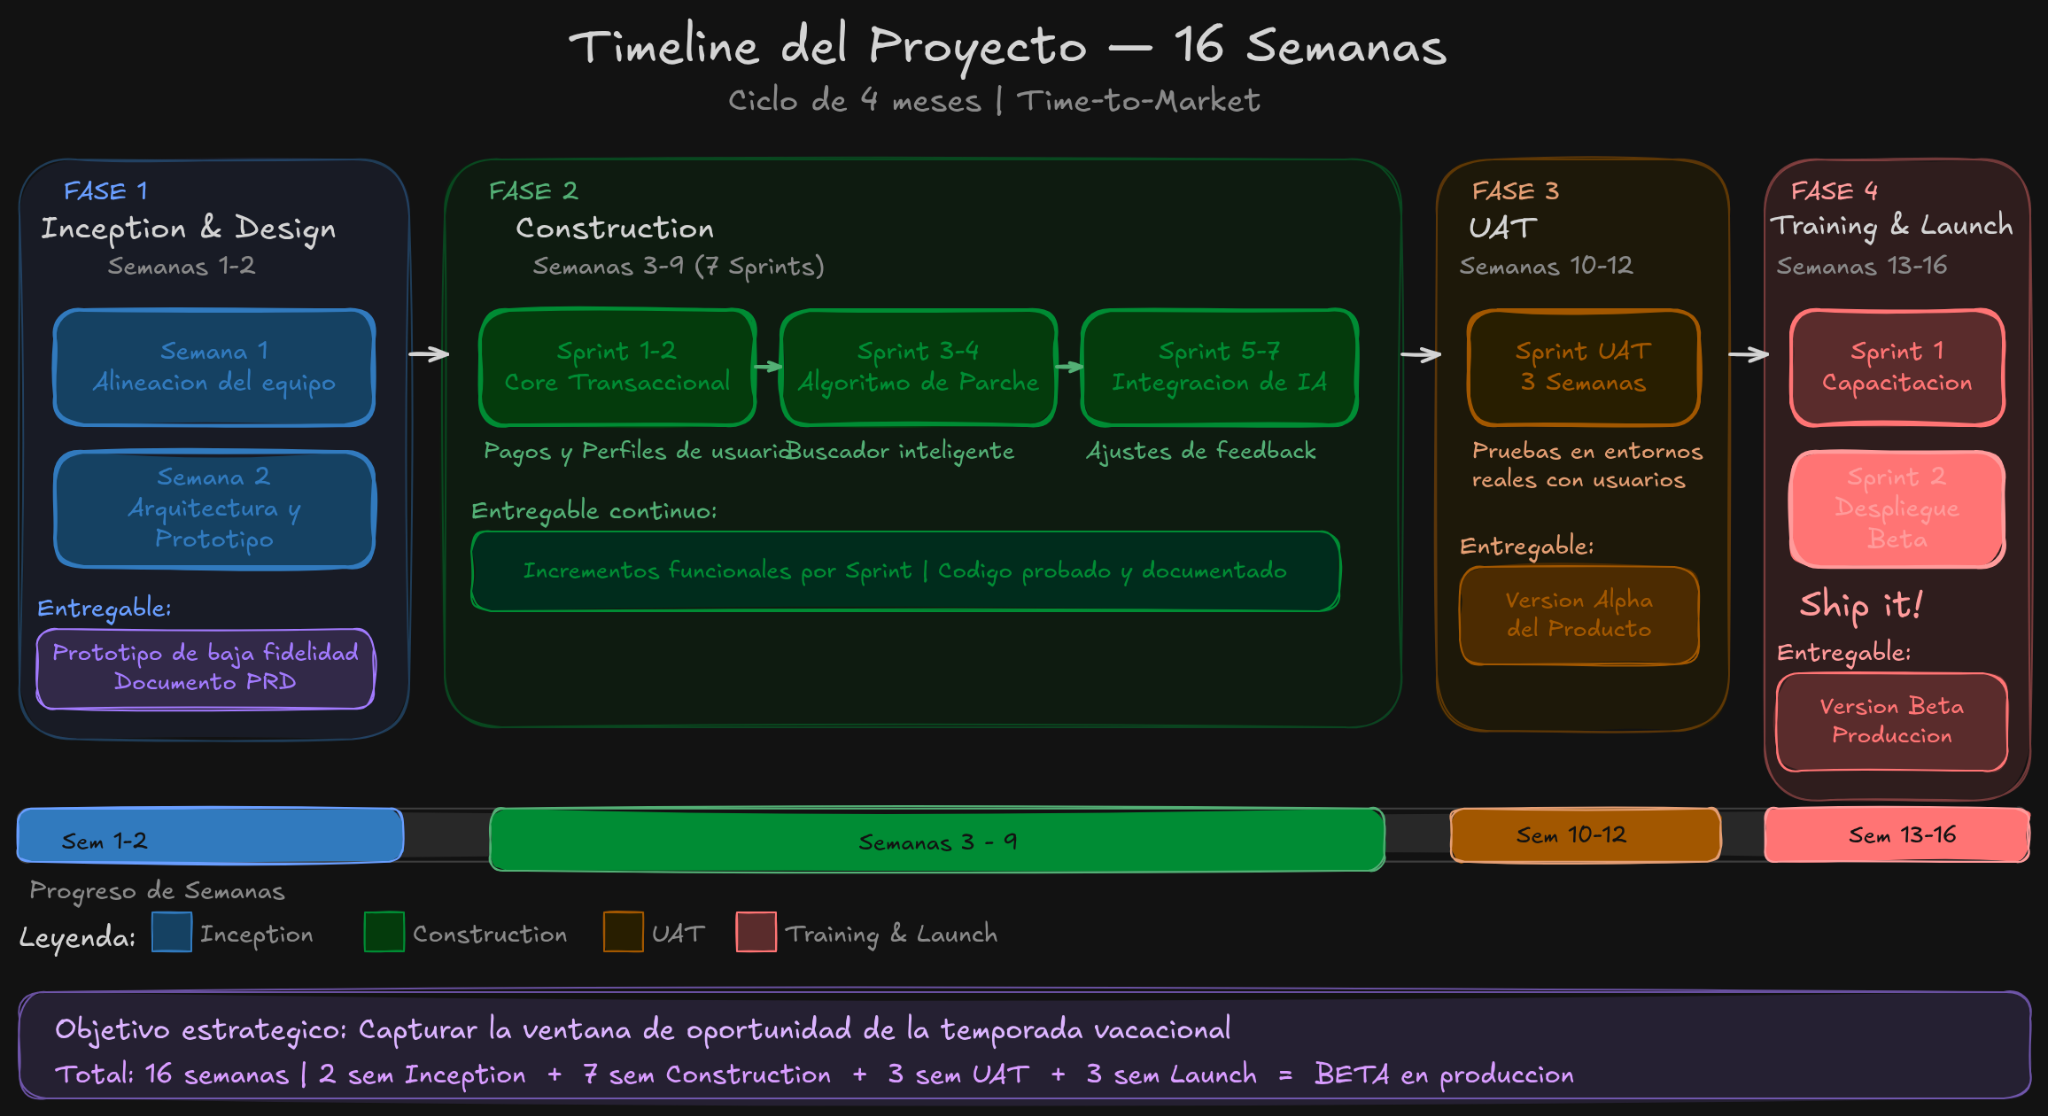 Timeline del Proyecto — 16 Semanas
Ciclo de 4 meses | Time-to-Market
FASE 1
Inception & Design
Semanas 1-2
Semana 1
Alineacion del equipo
Semana 2
Arquitectura y
Prototipo
Entregable:
Prototipo de baja fidelidad
Documento PRD
FASE 2
Construction
Semanas 3-9 (7 Sprints)
Sprint 1-2
Core Transaccional
Pagos y Perfiles de usuario
Sprint 3-4
Algoritmo de Parche
Buscador inteligente
Sprint 5-7
Integracion de IA
Ajustes de feedback
Entregable continuo:
Incrementos funcionales por Sprint | Codigo probado y documentado
FASE 3
UAT
Semanas 10-12
Sprint UAT
3 Semanas
Pruebas en entornos
reales con usuarios
Entregable:
Version Alpha
del Producto
FASE 4
Training & Launch
Semanas 13-16
Sprint 1
Capacitacion
Sprint 2
Despliegue
Beta
Ship it!
Entregable:
Version Beta
Produccion
Sem 1-2
Semanas 3 - 9
Sem 10-12
Sem 13-16
Progreso de Semanas
Leyenda:
Inception
Construction
UAT
Training & Launch
Objetivo estrategico: Capturar la ventana de oportunidad de la temporada vacacional
Total: 16 semanas | 2 sem Inception + 7 sem Construction + 3 sem UAT + 3 sem Launch = BETA en produccion